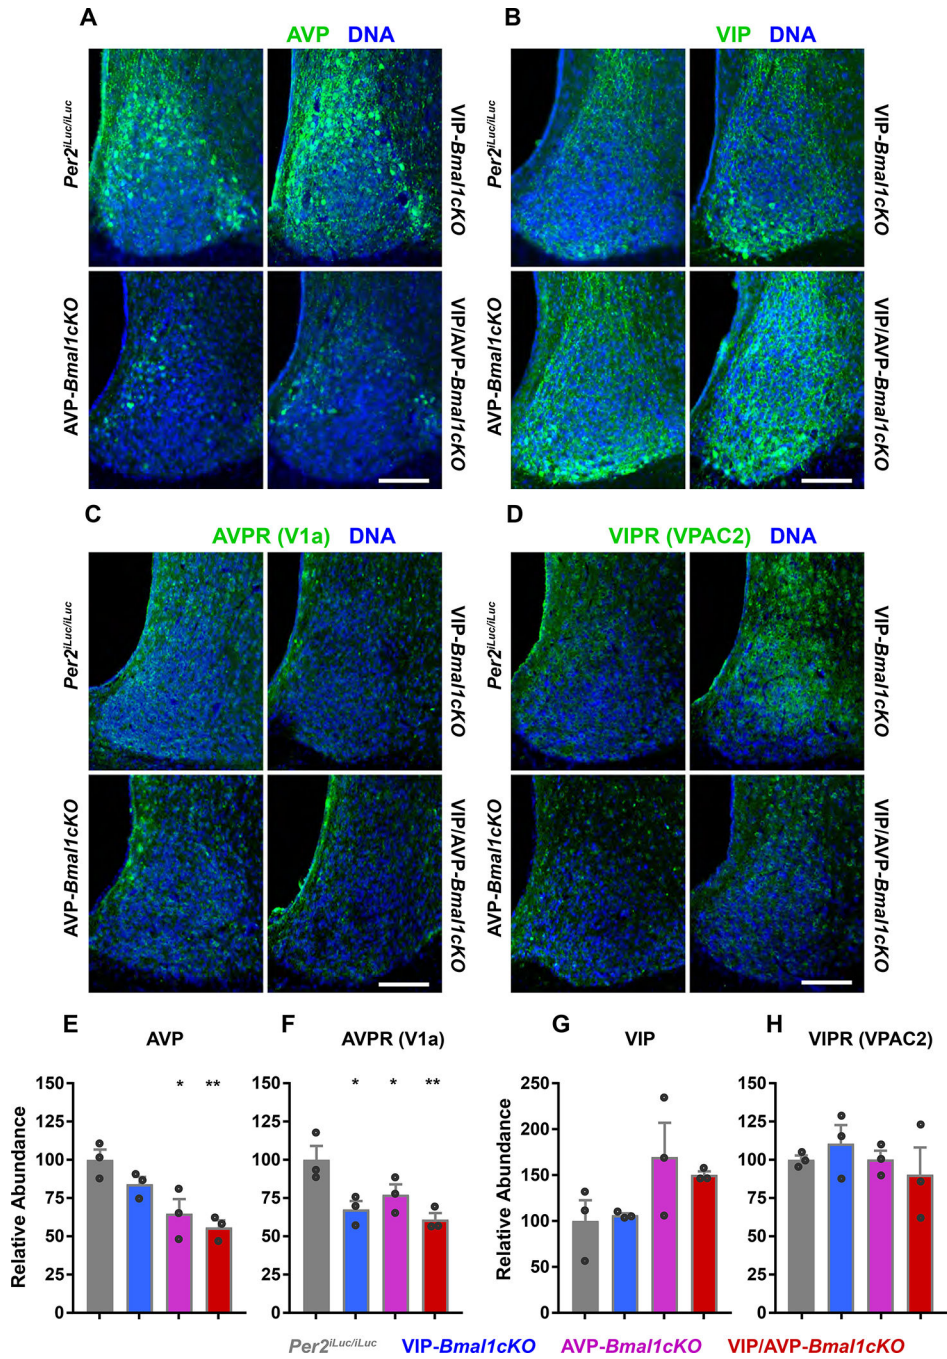 A
AVP DNA
Per2iLuc/iLuc
VIP-Bmal1cKO
AVP-Bmal1cKO
VIP/AVP-Bmal1cKO
B
VIP DNA
Per2iLuc/iLuc
VIP-Bmal1cKO
AVP-Bmal1cKO
VIP/AVP-Bmal1cKO
C
AVPR (V1a) DNA
Per2iLuc/iLuc
VIP-Bmal1cKO
AVP-Bmal1cKO
VIP/AVP-Bmal1cKO
D
VIPR (VPAC2) DNA
Per2iLuc/iLuc
VIP-Bmal1cKO
AVP-Bmal1cKO
VIP/AVP-Bmal1cKO
E
AVP
Relative Abundance
150
125
100
75
50
25
0
* **
F
AVPR (V1a)
150
125
100
75
50
25
0
* * **
G
VIP
Relative Abundance
250
200
150
100
50
0
H
VIPR (VPAC2)
150
125
100
75
50
25
0
Per2iLuc/iLuc VIP-Bmal1cKO AVP-Bmal1cKO VIP/AVP-Bmal1cKO